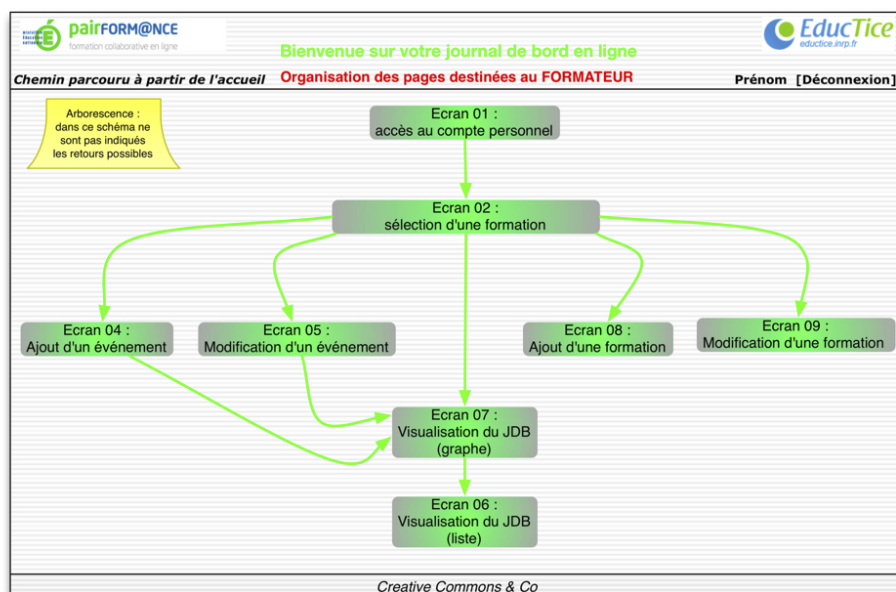 pairFORM@NCE
formation collaborative en ligne
EducTice
eductice.inrp.fr
Bienvenue sur votre journal de bord en ligne
Chemin parcouru à partir de l'accueil
Organisation des pages destinées au FORMATEUR
Prénom [Déconnexion]
Arborescence :
dans ce schéma ne
sont pas indiqués
les retours possibles
Ecran 01 :
accès au compte personnel
Ecran 02 :
sélection d'une formation
Ecran 04 :
Ajout d'un événement
Ecran 05 :
Modification d'un événement
Ecran 08 :
Ajout d'une formation
Ecran 09 :
Modification d'une formation
Ecran 07 :
Visualisation du JDB
(graphe)
Ecran 06 :
Visualisation du JDB
(liste)
Creative Commons & Co